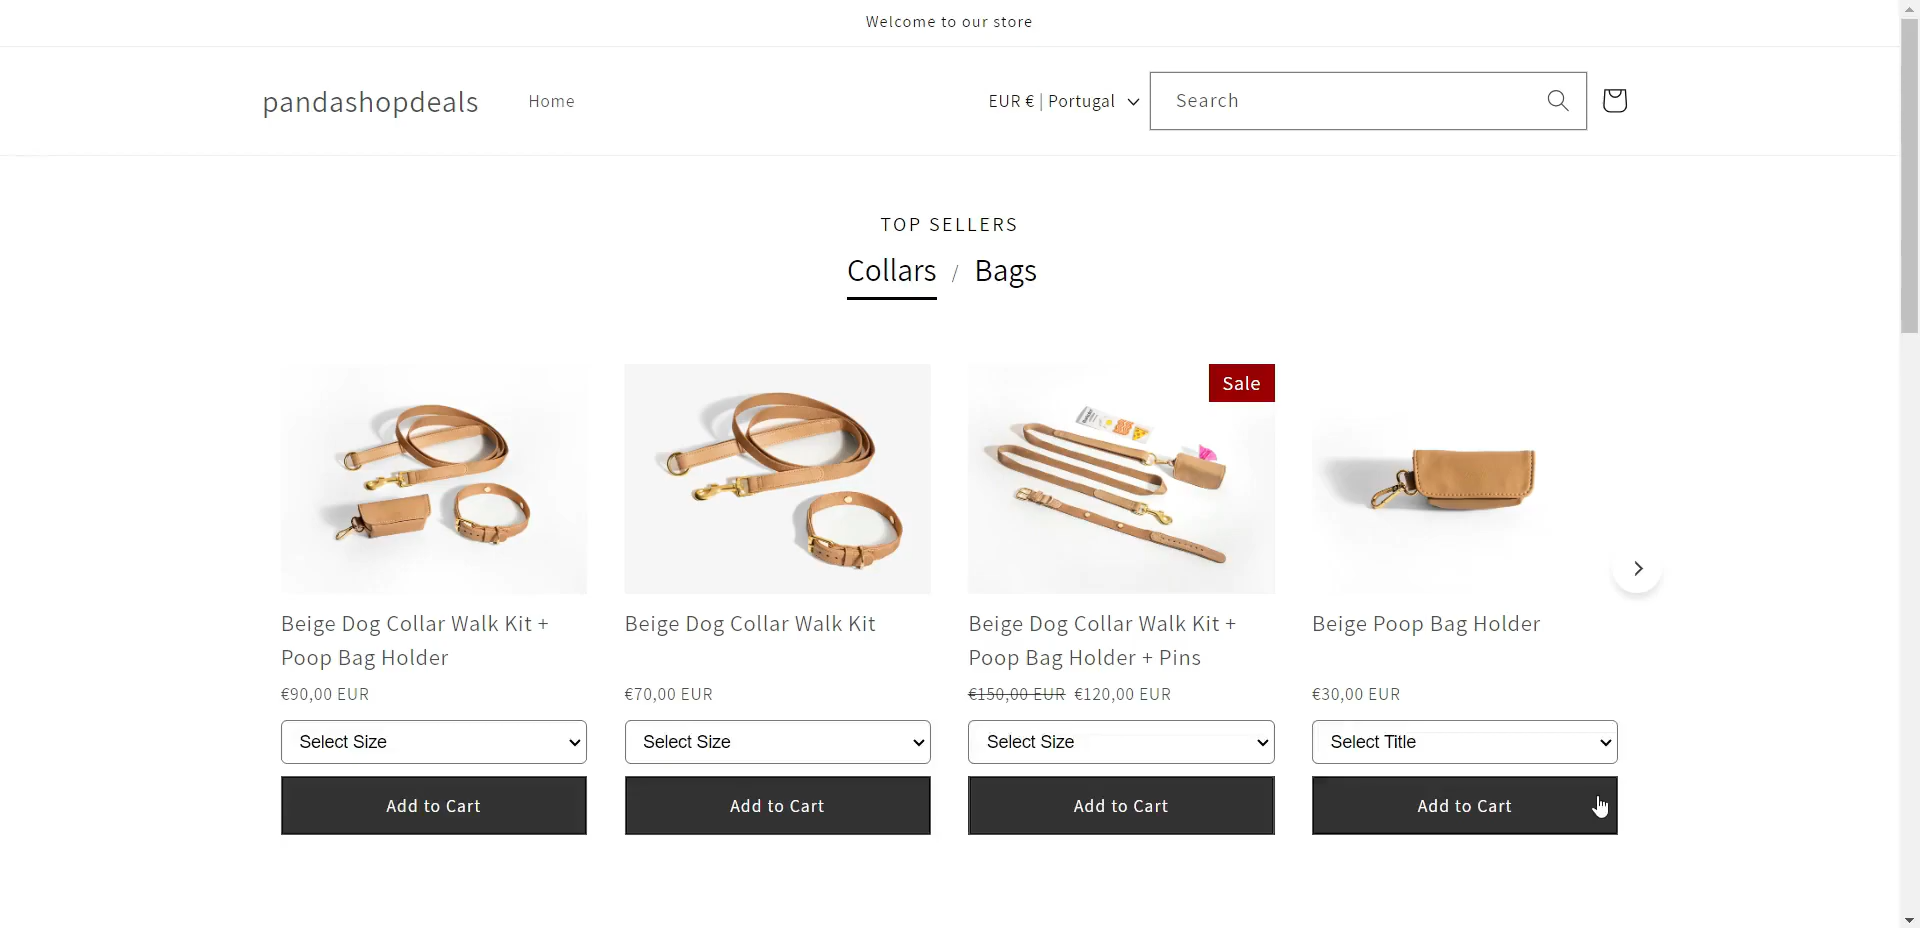 Welcome to our store
pandashopdeals
Home
EUR € | Portugal
Search
TOP SELLERS
Collars / Bags
Sale
Beige Dog Collar Walk Kit +
Poop Bag Holder
€90,00 EUR
Select Size
Add to Cart
Beige Dog Collar Walk Kit
€70,00 EUR
Select Size
Add to Cart
Beige Dog Collar Walk Kit +
Poop Bag Holder + Pins
€150,00 EUR €120,00 EUR
Select Size
Add to Cart
Beige Poop Bag Holder
€30,00 EUR
Select Title
Add to Cart